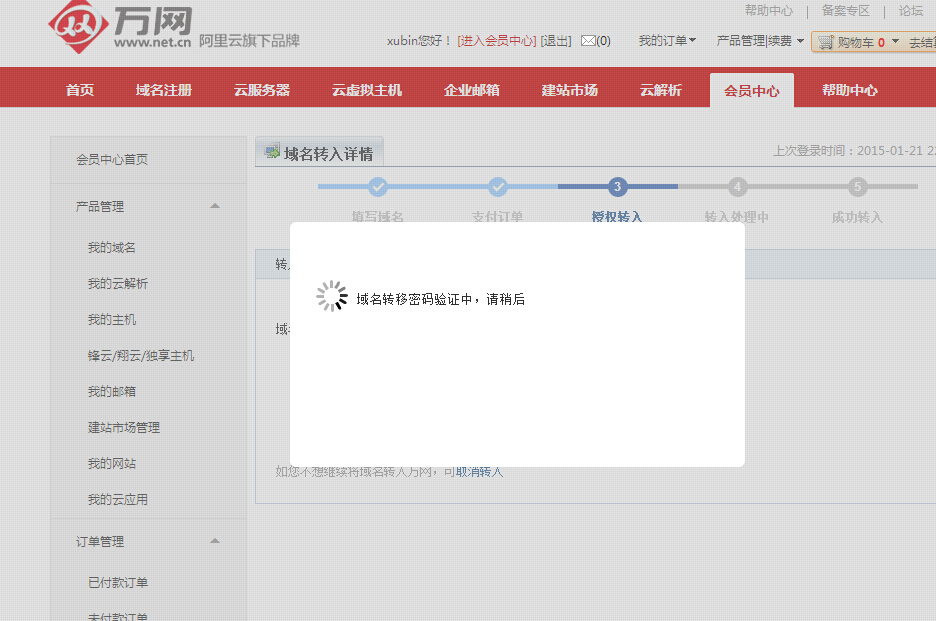 帮助中心 | 备案专区 | 论坛
万网
www.net.cn 阿里云旗下品牌
xubin您好！ [进入会员中心] [退出] (0) 我的订单 产品管理|续费 购物车 0 去结
首页 域名注册 云服务器 云虚拟主机 企业邮箱 建站市场 云解析 会员中心 帮助中心
会员中心首页
产品管理
我的域名
我的云解析
我的主机
锋云/翔云/独享主机
我的邮箱
建站市场管理
我的网站
我的云应用
订单管理
已付款订单
未付款订单
域名转入详情
上次登录时间：2015-01-21 2
3 4 5
填写域名 支付订单 授权转入 转入处理中 成功转入
转
域名转移密码验证中，请稍后
域
如您不想继续将域名转入万网，可取消转入